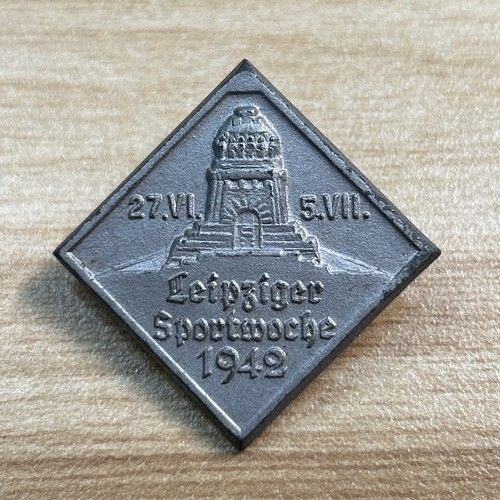 27.VI. 5.VII.
Leipziger
Sportwoche
1942